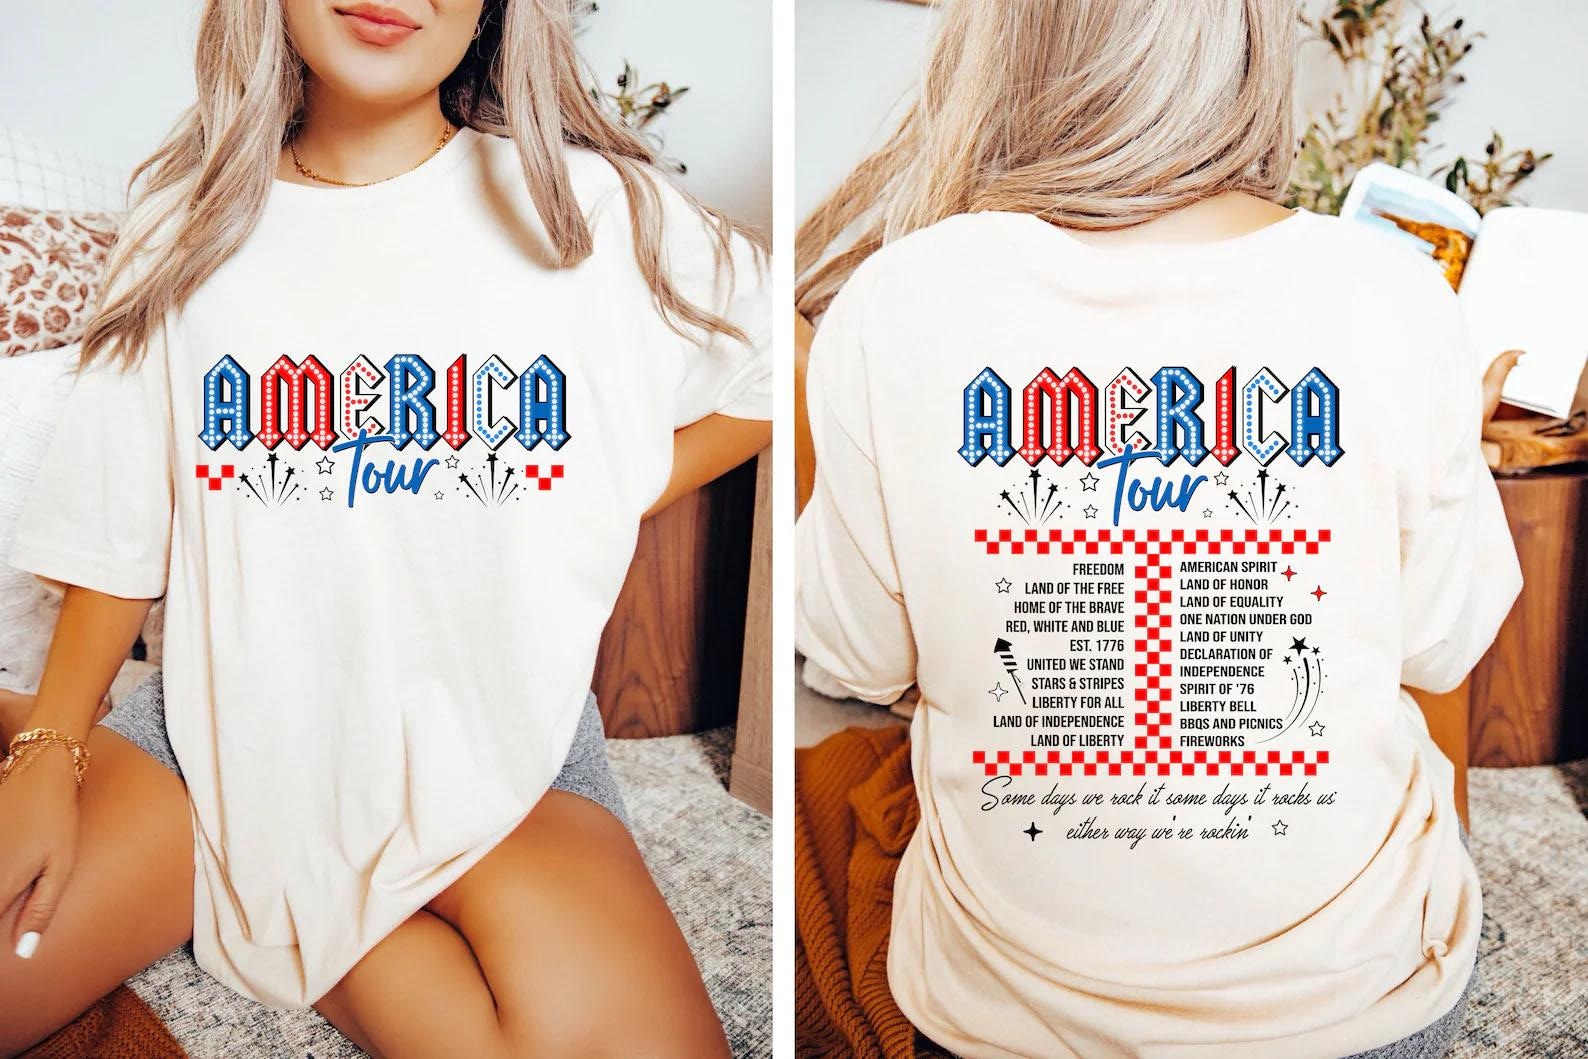 AMERICA
Tour
AMERICA
Tour
FREEDOM
LAND OF THE FREE
HOME OF THE BRAVE
RED, WHITE AND BLUE
EST. 1776
UNITED WE STAND
STARS & STRIPES
LIBERTY FOR ALL
LAND OF INDEPENDENCE
LAND OF LIBERTY
AMERICAN SPIRIT
LAND OF HONOR
LAND OF EQUALITY
ONE NATION UNDER GOD
LAND OF UNITY
DECLARATION OF
INDEPENDENCE
SPIRIT OF '76
LIBERTY BELL
BBQS AND PICNICS
FIREWORKS
Some days we rock it some days it rocks us
either way we're rockin'